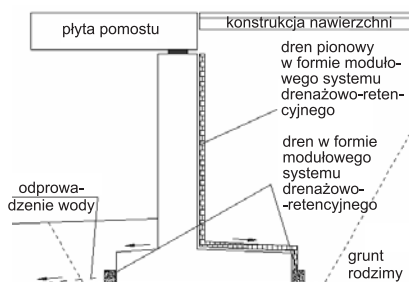 płyta pomostu
konstrukcja nawierzchni
dren pionowy
w formie moduło-
wego systemu
drenażowo-reten-
cyjnego
dren w formie
modułowego
systemu
drenażowo-
-retencyjnego
odprowa-
dzenie wody
grunt
rodzimy